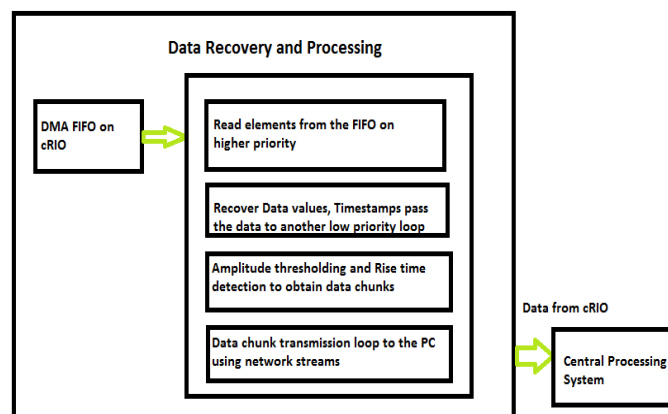 Data Recovery and Processing
DMA FIFO on
cRIO
Read elements from the FIFO on
higher priority
Recover Data values, Timestamps pass
the data to another low priority loop
Amplitude thresholding and Rise time
detection to obtain data chunks
Data chunk transmission loop to the PC
using network streams
Data from cRIO
Central Processing
System